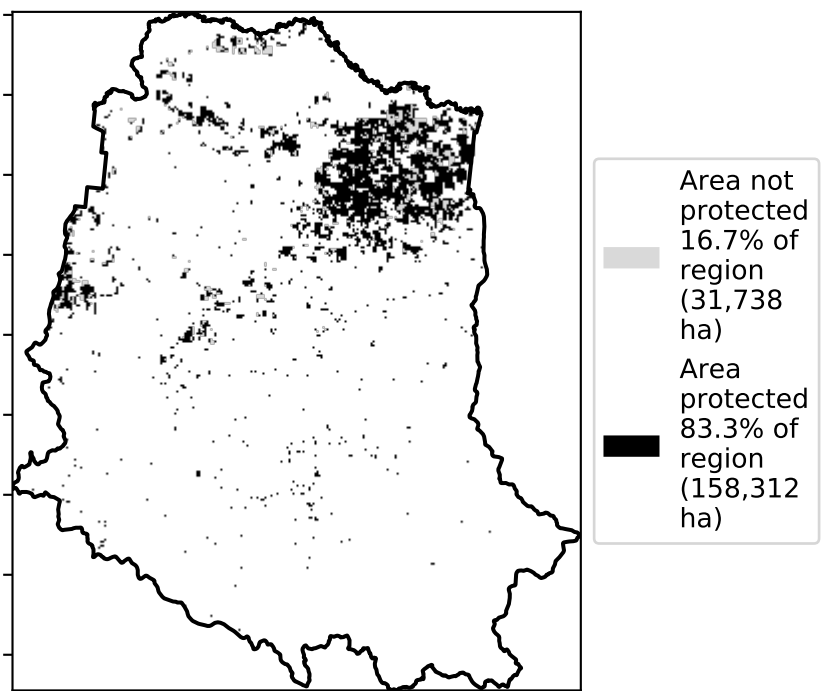 Area not
protected
16.7% of
region
(31,738
ha)
Area
protected
83.3% of
region
(158,312
ha)